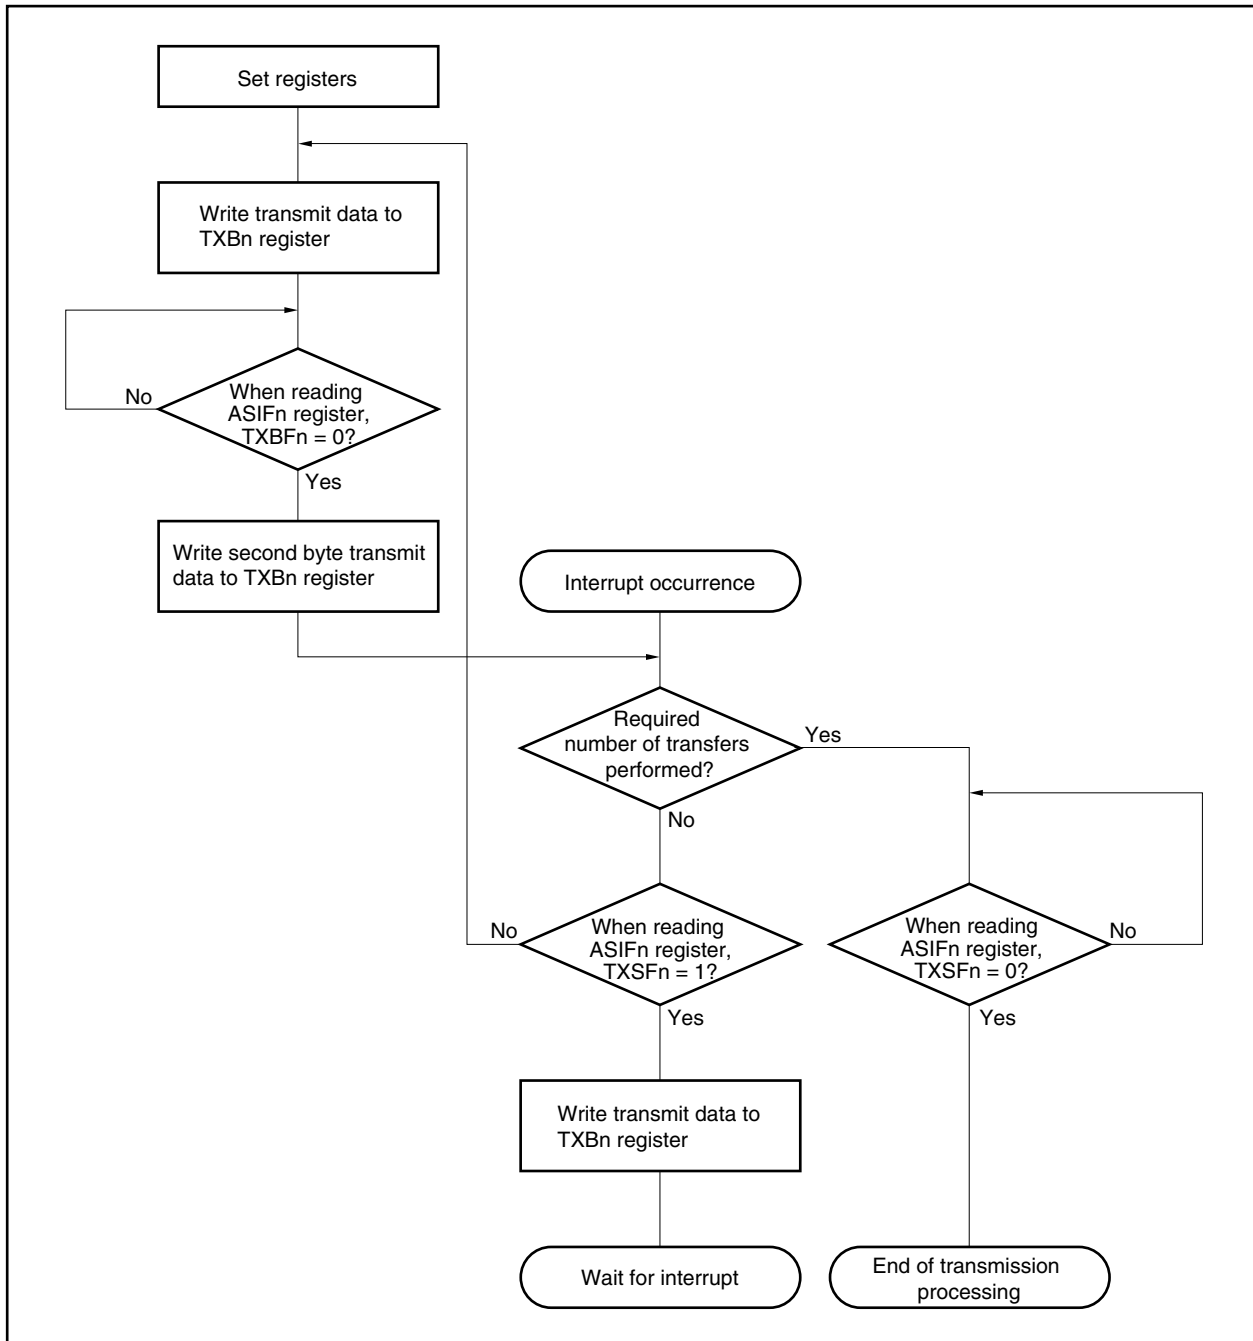 Set registers
Write transmit data to
TXBn register
No
When reading
ASIFn register,
TXBFn = 0?
Yes
Write second byte transmit
data to TXBn register
Interrupt occurrence
Required
number of transfers
performed?
Yes
No
No
When reading
ASIFn register,
TXSFn = 1?
Yes
When reading
ASIFn register,
TXSFn = 0?
No
Yes
Write transmit data to
TXBn register
Wait for interrupt
End of transmission
processing